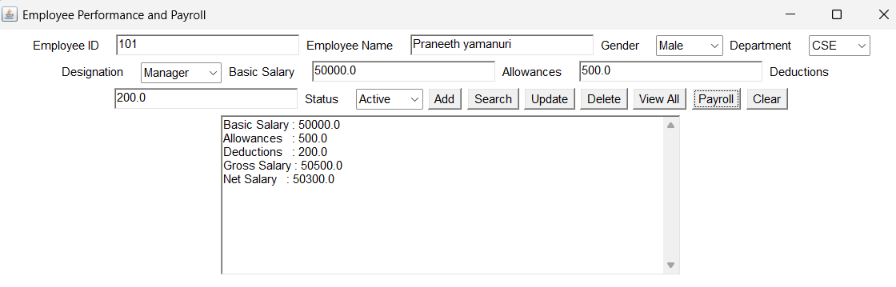 Employee Performance and Payroll
Employee ID 101 Employee Name Praneeth yamanuri Gender Male Department CSE
Designation Manager Basic Salary 50000.0 Allowances 500.0 Deductions
200.0 Status Active Add Search Update Delete View All Payroll Clear
Basic Salary : 50000.0
Allowances : 500.0
Deductions : 200.0
Gross Salary : 50500.0
Net Salary : 50300.0